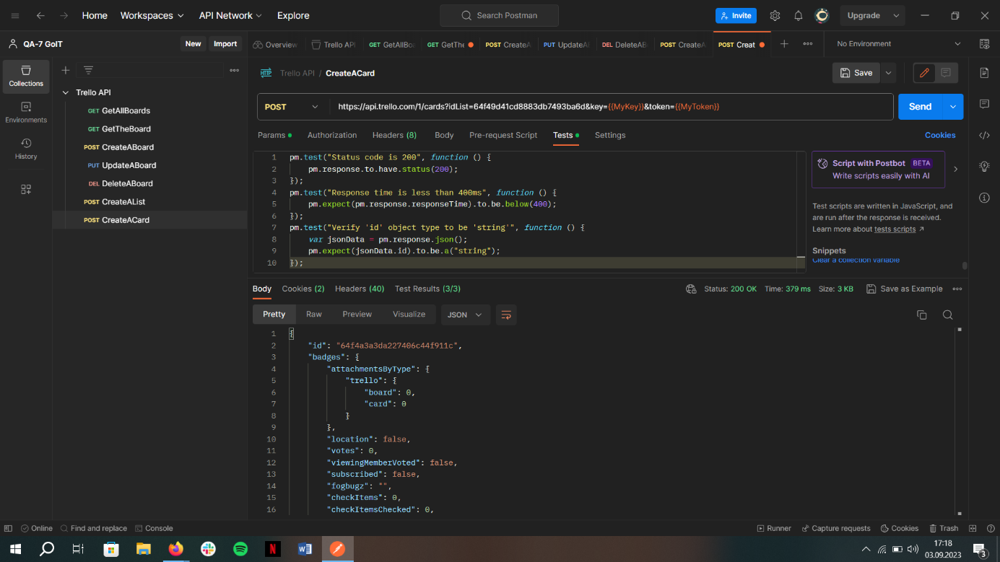 Home Workspaces API Network Explore Search Postman Invite Upgrade
QA-7 GoIT New Import Overview Trello API GET GetAllBoa GET GetThe POST CreateA PUT UpdateAl DEL DeleteAB POST CreateA POST Creat No Environment
Collections
Environments
History
Trello API
GET GetAllBoards
GET GetTheBoard
POST CreateABoard
PUT UpdateABoard
DEL DeleteABoard
POST CreateAList
POST CreateACard
HTTP Trello API / CreateACard Save
POST https://api.trello.com/1/cards?idList=64f49d41cd8883db7493ba6d&key={{MyKey}}&token={{MyToken}} Send
Params Authorization Headers (8) Body Pre-request Script Tests Settings Cookies
1 pm.test("Status code is 200", function () {
2 pm.response.to.have.status(200);
3 });
4 pm.test("Response time is less than 400ms", function () {
5 pm.expect(pm.response.responseTime).to.be.below(400);
6 });
7 pm.test("Verify 'id' object type to be 'string'", function () {
8 var jsonData = pm.response.json();
9 pm.expect(jsonData.id).to.be.a("string");
10 });
Script with Postbot BETA
Write scripts easily with AI
Test scripts are written in JavaScript, and
are run after the response is received.
Learn more about tests scripts
Snippets
Clear a collection variable
Body Cookies (2) Headers (40) Test Results (3/3) Status: 200 OK Time: 379 ms Size: 3 KB Save as Example
Pretty Raw Preview Visualize JSON
1 {
2 "id": "64f4a3a3da227406c44f911c",
3 "badges": {
4 "attachmentsByType": {
5 "trello": {
6 "board": 0,
7 "card": 0
8 }
9 },
10 "location": false,
11 "votes": 0,
12 "viewingMemberVoted": false,
13 "subscribed": false,
14 "fogbugz": "",
15 "checkItems": 0,
16 "checkItemsChecked": 0,
Online Find and replace Console Runner Capture requests Cookies Trash
17:18
03.09.2023
3